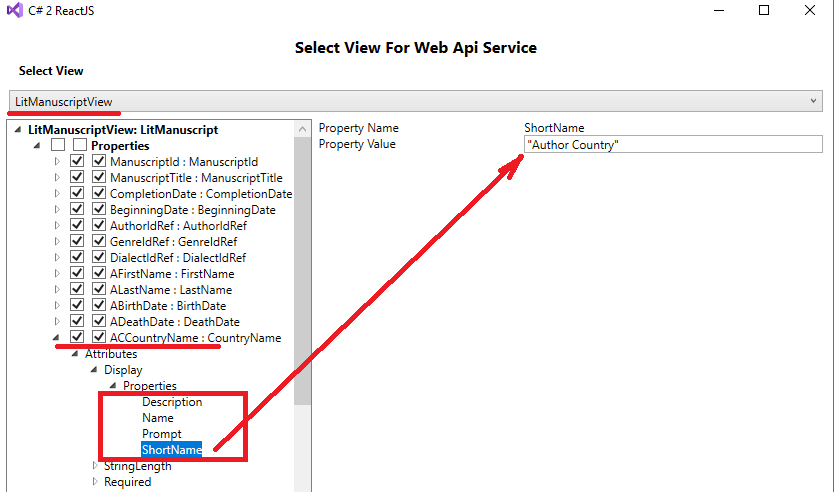 C# 2 ReactJS
Select View For Web Api Service
Select View
LitManuscriptView
LitManuscriptView: LitManuscript
Properties
ManuscriptId : ManuscriptId
ManuscriptTitle : ManuscriptTitle
CompletionDate : CompletionDate
BeginningDate : BeginningDate
AuthorIdRef : AuthorIdRef
GenreIdRef : GenreIdRef
DialectIdRef : DialectIdRef
AFirstName : FirstName
ALastName : LastName
ABirthDate : BirthDate
ADeathDate : DeathDate
ACCountryName : CountryName
Attributes
Display
Properties
Description
Name
Prompt
ShortName
StringLength
Required
Property Name ShortName
Property Value "Author Country"